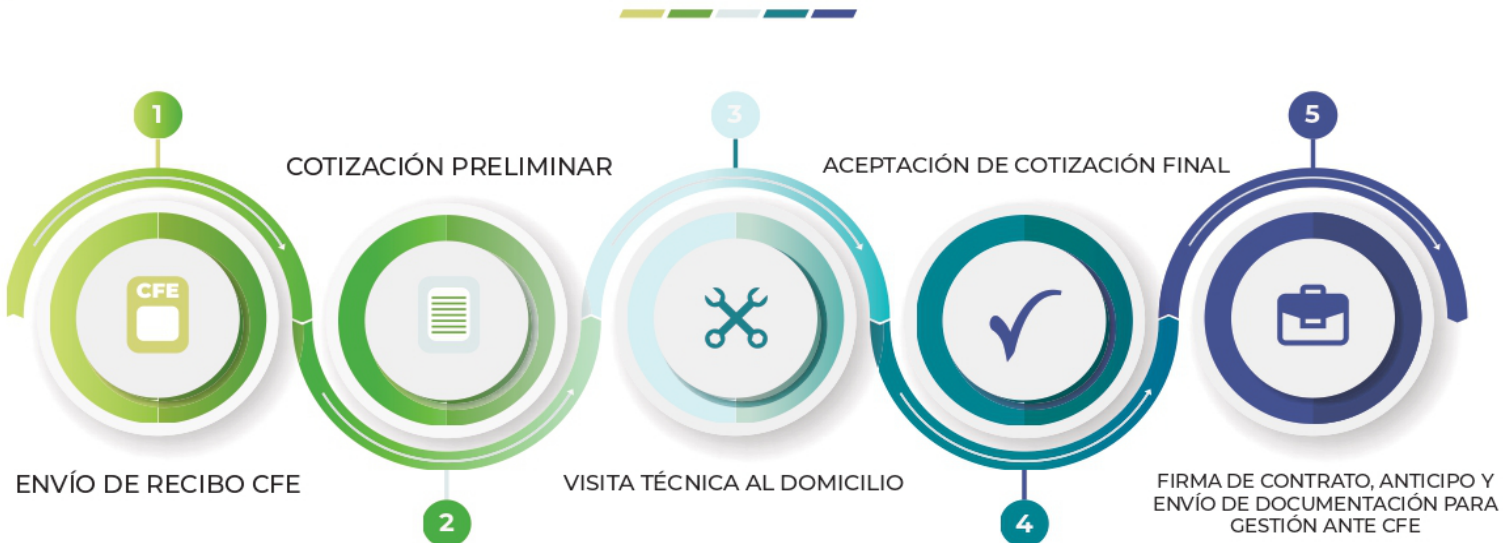 1
CFE
ENVÍO DE RECIBO CFE
COTIZACIÓN PRELIMINAR
2
3
VISITA TÉCNICA AL DOMICILIO
ACEPTACIÓN DE COTIZACIÓN FINAL
4
5
FIRMA DE CONTRATO, ANTICIPO Y
ENVÍO DE DOCUMENTACIÓN PARA
GESTIÓN ANTE CFE